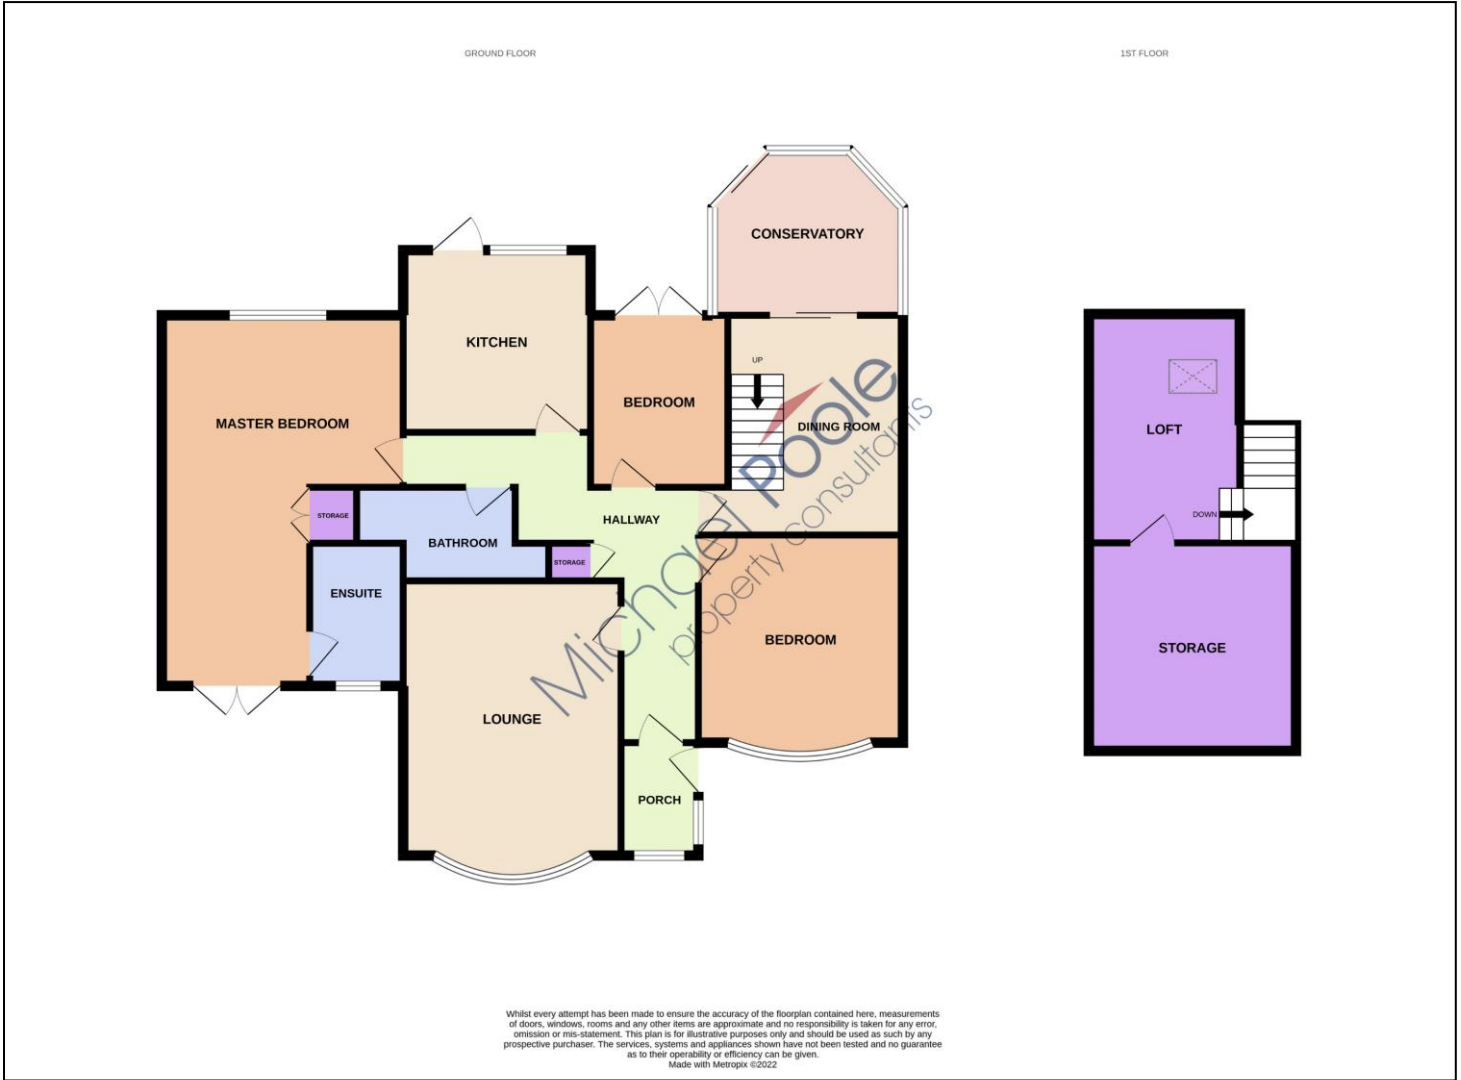 GROUND FLOOR
1ST FLOOR
CONSERVATORY
KITCHEN
UP
BEDROOM
MASTER BEDROOM
DINING ROOM
LOFT
STORAGE
HALLWAY
DOWN
BATHROOM
STORAGE
ENSUITE
BEDROOM
STORAGE
LOUNGE
PORCH
Michael Poole
property consultants
Whilst every attempt has been made to ensure the accuracy of the floorplan contained here, measurements
of doors, windows, rooms and any other items are approximate and no responsibility is taken for any error,
omission or mis-statement. This plan is for illustrative purposes only and should be used as such by any
prospective purchaser. The services, systems and appliances shown have not been tested and no guarantee
as to their operability or efficiency can be given.
Made with Metropix ©2022